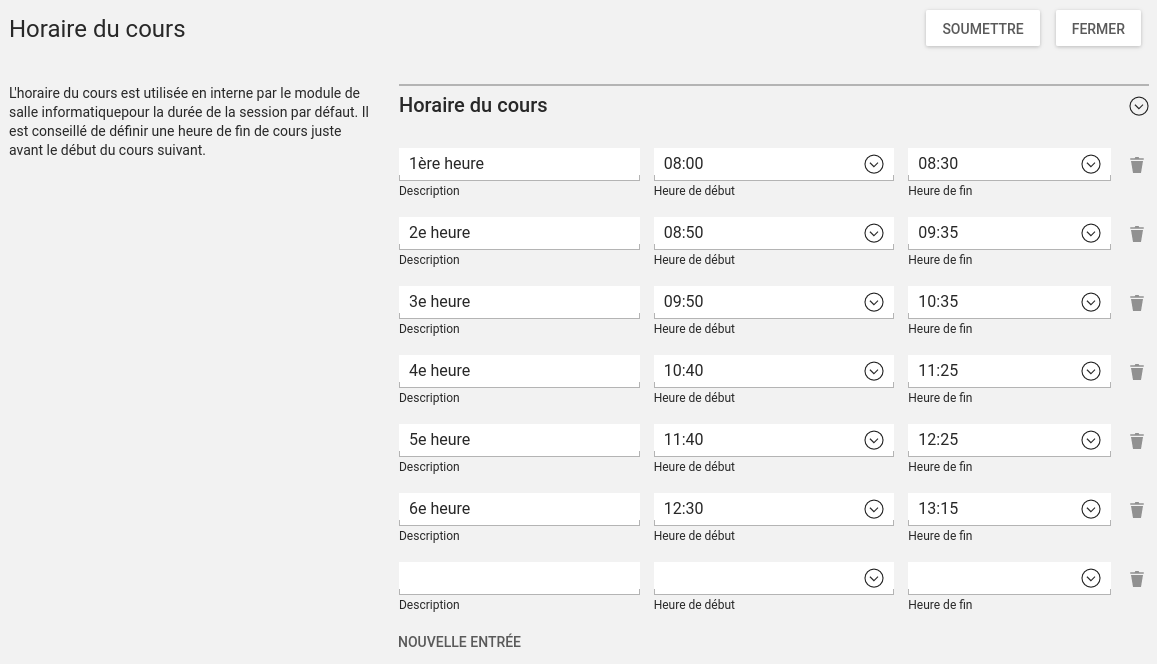 Horaire du cours
SOUMETTRE
FERMER
L'horaire du cours est utilisée en interne par le module de
salle informatiquepour la durée de la session par défaut. Il
est conseillé de définir une heure de fin de cours juste
avant le début du cours suivant.
Horaire du cours
1ère heure 08:00 08:30
Description Heure de début Heure de fin
2e heure 08:50 09:35
Description Heure de début Heure de fin
3e heure 09:50 10:35
Description Heure de début Heure de fin
4e heure 10:40 11:25
Description Heure de début Heure de fin
5e heure 11:40 12:25
Description Heure de début Heure de fin
6e heure 12:30 13:15
Description Heure de début Heure de fin
Description Heure de début Heure de fin
NOUVELLE ENTRÉE